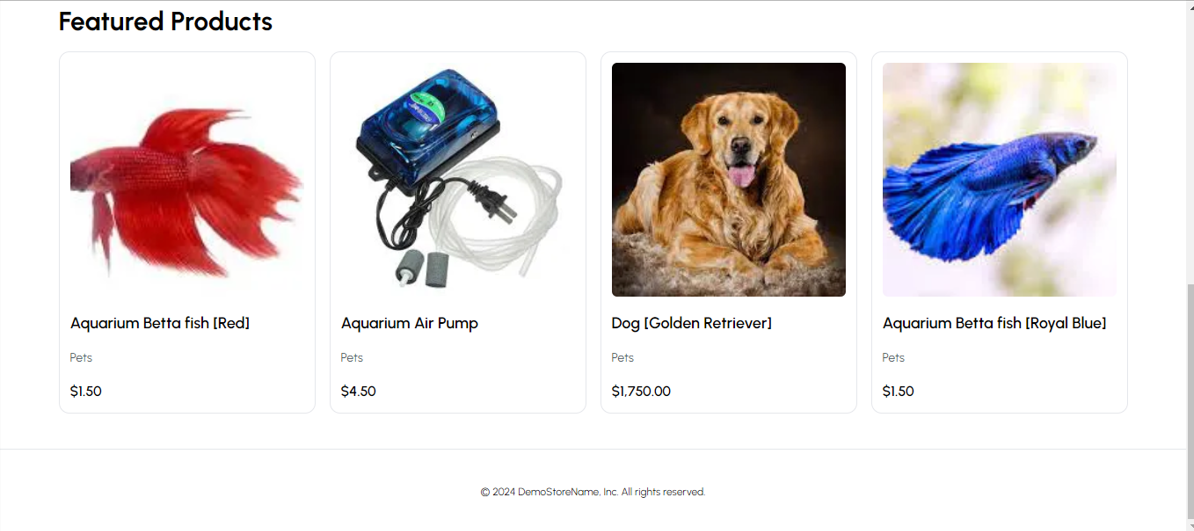 Featured Products
Aquarium Betta fish [Red]
Pets
$1.50
Aquarium Air Pump
Pets
$4.50
Dog [Golden Retriever]
Pets
$1,750.00
Aquarium Betta fish [Royal Blue]
Pets
$1.50
© 2024 DemoStoreName, Inc. All rights reserved.